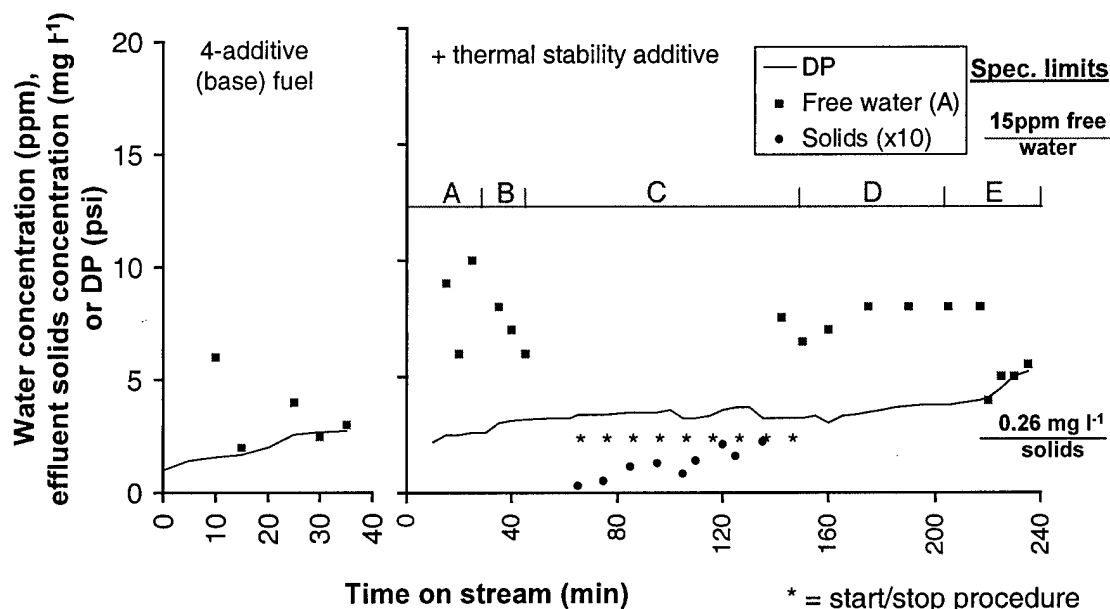 Water concentration (ppm),
effluent solids concentration (mg l-1)
or DP (psi)
20
15
10
5
0
4-additive
(base) fuel
+ thermal stability additive
DP
Free water (A)
Solids (x10)
Spec. limits
15ppm free
water
A B C D E
0.26 mg l-1
solids
* * * * * * * * *
0 10 20 30 40
0 40 80 120 160 200 240
Time on stream (min)
* = start/stop procedure